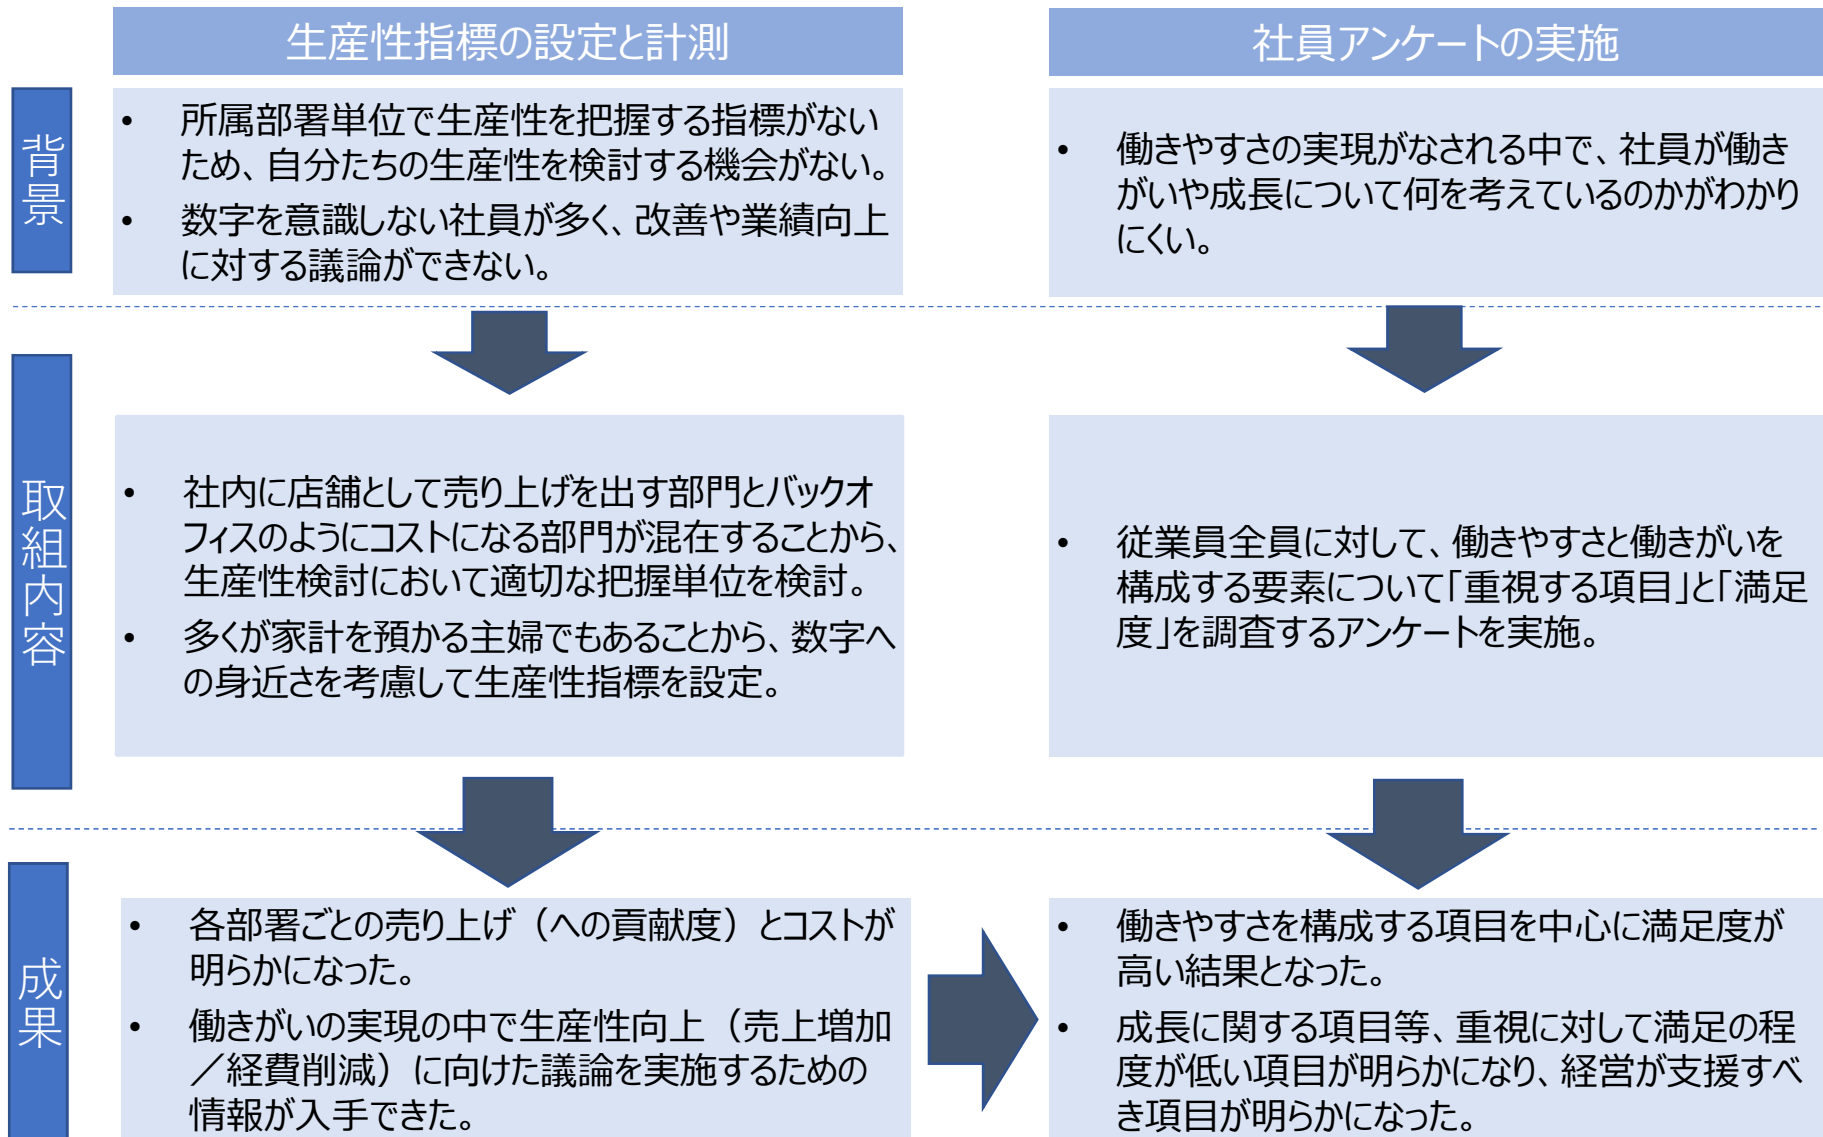 生産性指標の設定と計測
社員アンケートの実施
背景
• 所属部署単位で生産性を把握する指標がない
ため、自分たちの生産性を検討する機会がない。
• 数字を意識しない社員が多く、改善や業績向上
に対する議論ができない。
• 働きやすさの実現がなされる中で、社員が働き
がいや成長について何を考えているのかがわかり
にくい。
取組内容
• 社内に店舗として売り上げを出す部門とバックオ
フィスのようにコストになる部門が混在することから、
生産性検討において適切な把握単位を検討。
• 多くが家計を預かる主婦でもあることから、数字へ
の身近さを考慮して生産性指標を設定。
• 従業員全員に対して、働きやすさと働きがいを
構成する要素について「重視する項目」と「満足
度」を調査するアンケートを実施。
成果
• 各部署ごとの売り上げ（への貢献度）とコストが
明らかになった。
• 働きがいの実現の中で生産性向上（売上増加
／経費削減）に向けた議論を実施するための
情報が入手できた。
• 働きやすさを構成する項目を中心に満足度が
高い結果となった。
• 成長に関する項目等、重視に対して満足の程
度が低い項目が明らかになり、経営が支援すべ
き項目が明らかになった。